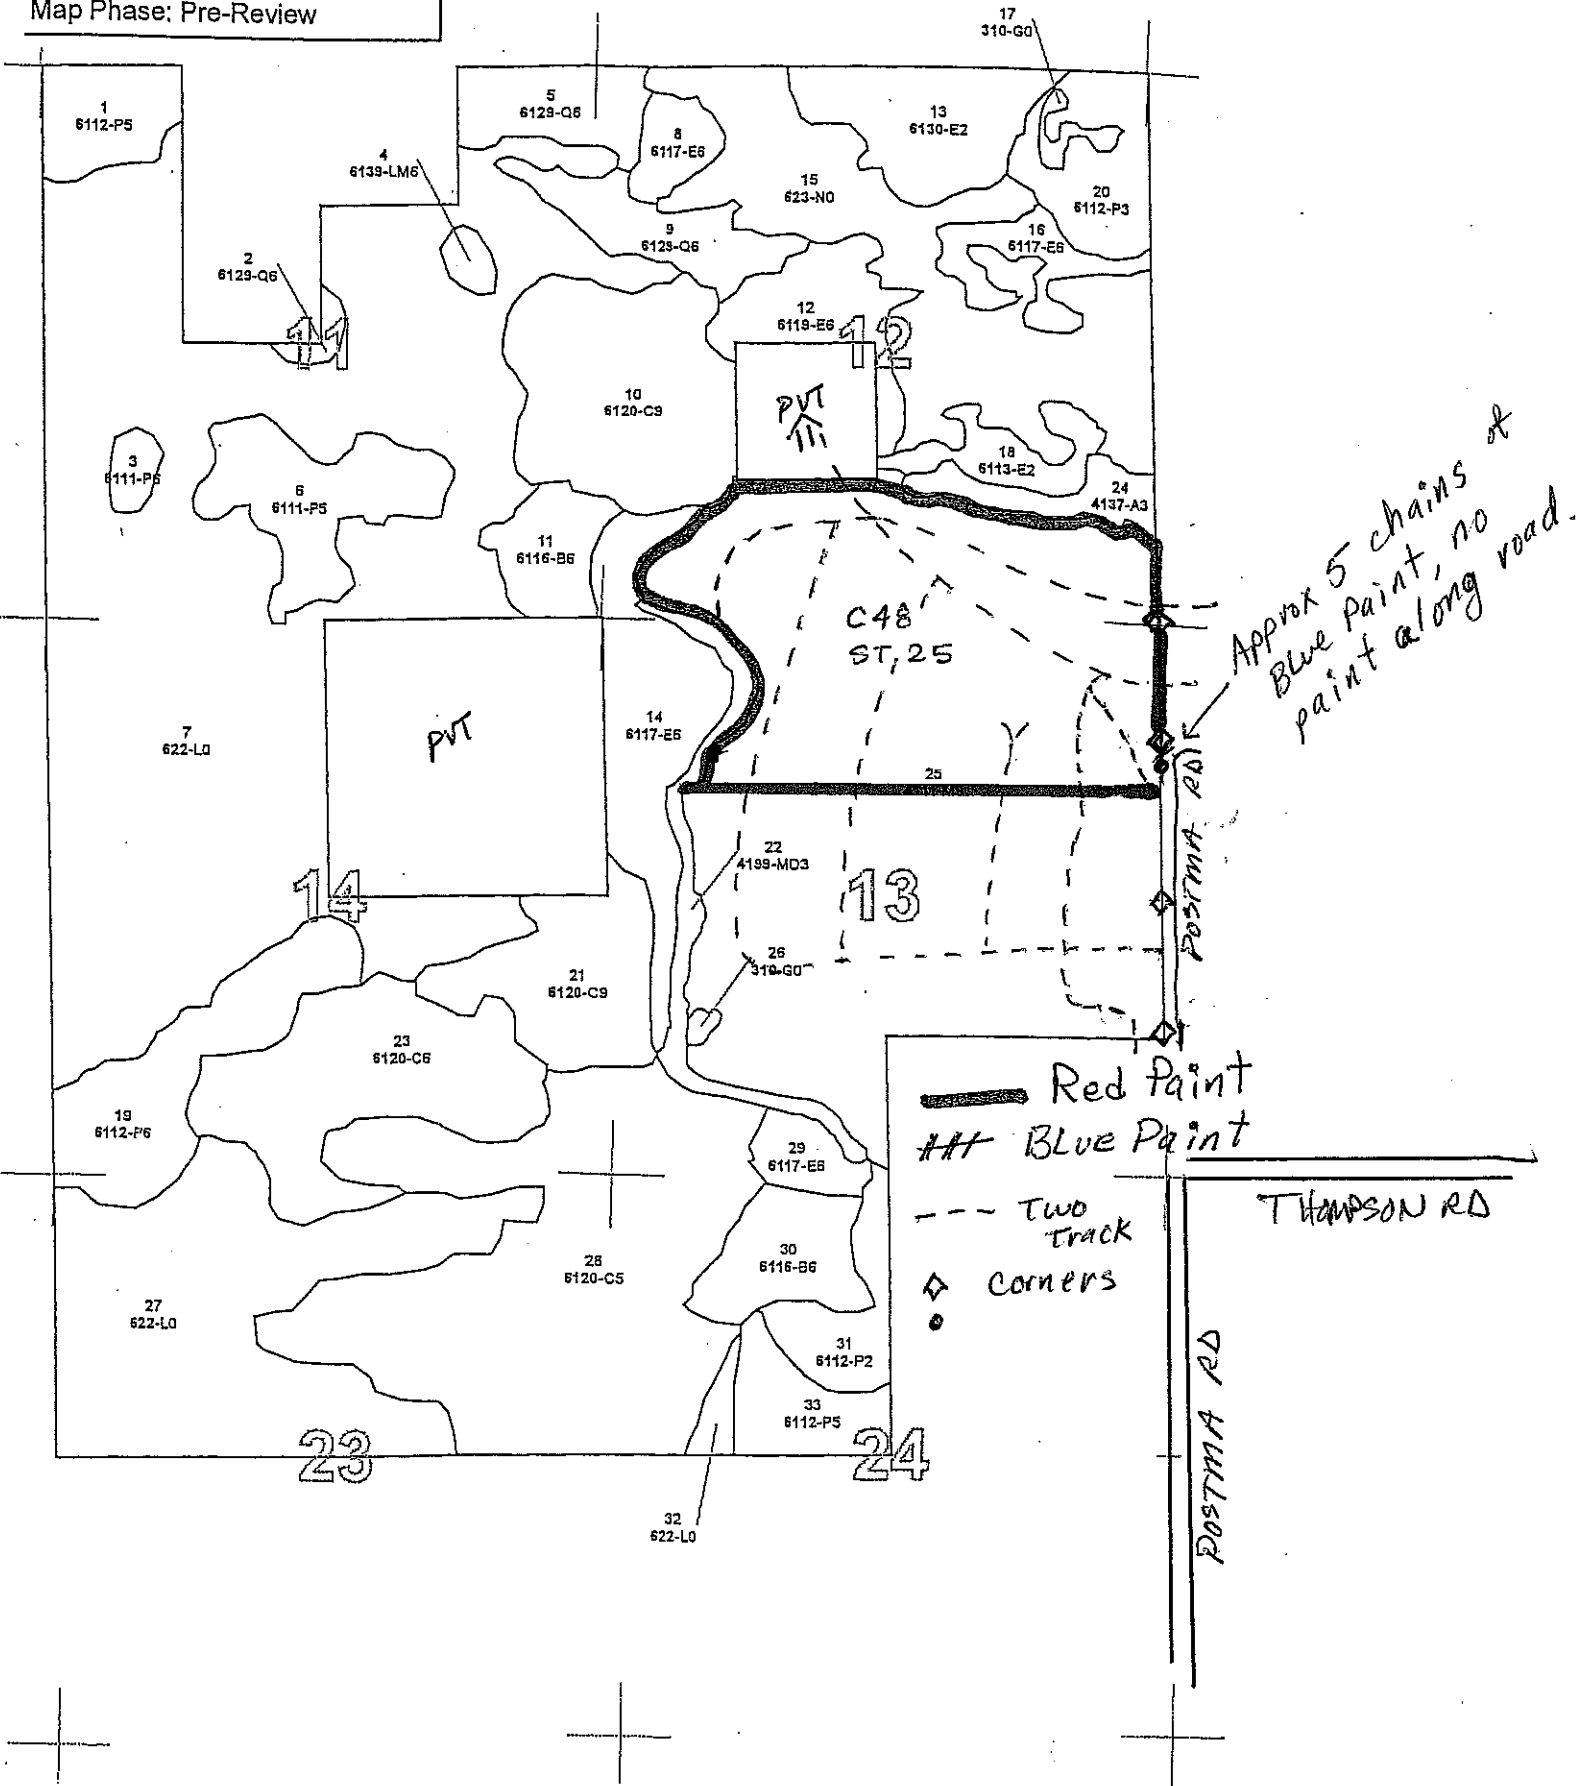 Map Phase: Pre-Review
17
310-G0
1
6112-P5
5
6129-Q6
8
6117-E6
13
6130-E2
4
6139-LM6
15
623-N0
20
6112-P3
9
6129-Q6
16
6117-E6
2
6129-Q6
11
12
6119-E6
12
10
6120-C9
PVT
3
6111-P6
6
6111-P5
18
6113-E2
24
4137-A3
11
6116-B6
C48
ST, 25
Approx 5 chains of
Blue Paint, no
paint along road.
7
622-L0
PVT
14
6117-E6
25
POSTMA RD
22
4199-MD3
14
13
26
310-G0
21
6120-C9
23
6120-C6
Red Paint
19
6112-P6
BLUE Paint
29
6117-E6
THOMPSON RD
Two
Track
30
6116-B6
28
6120-C5
corners
27
622-L0
31
6112-P2
33
6112-P5
POSTMA RD
23
24
32
622-L0